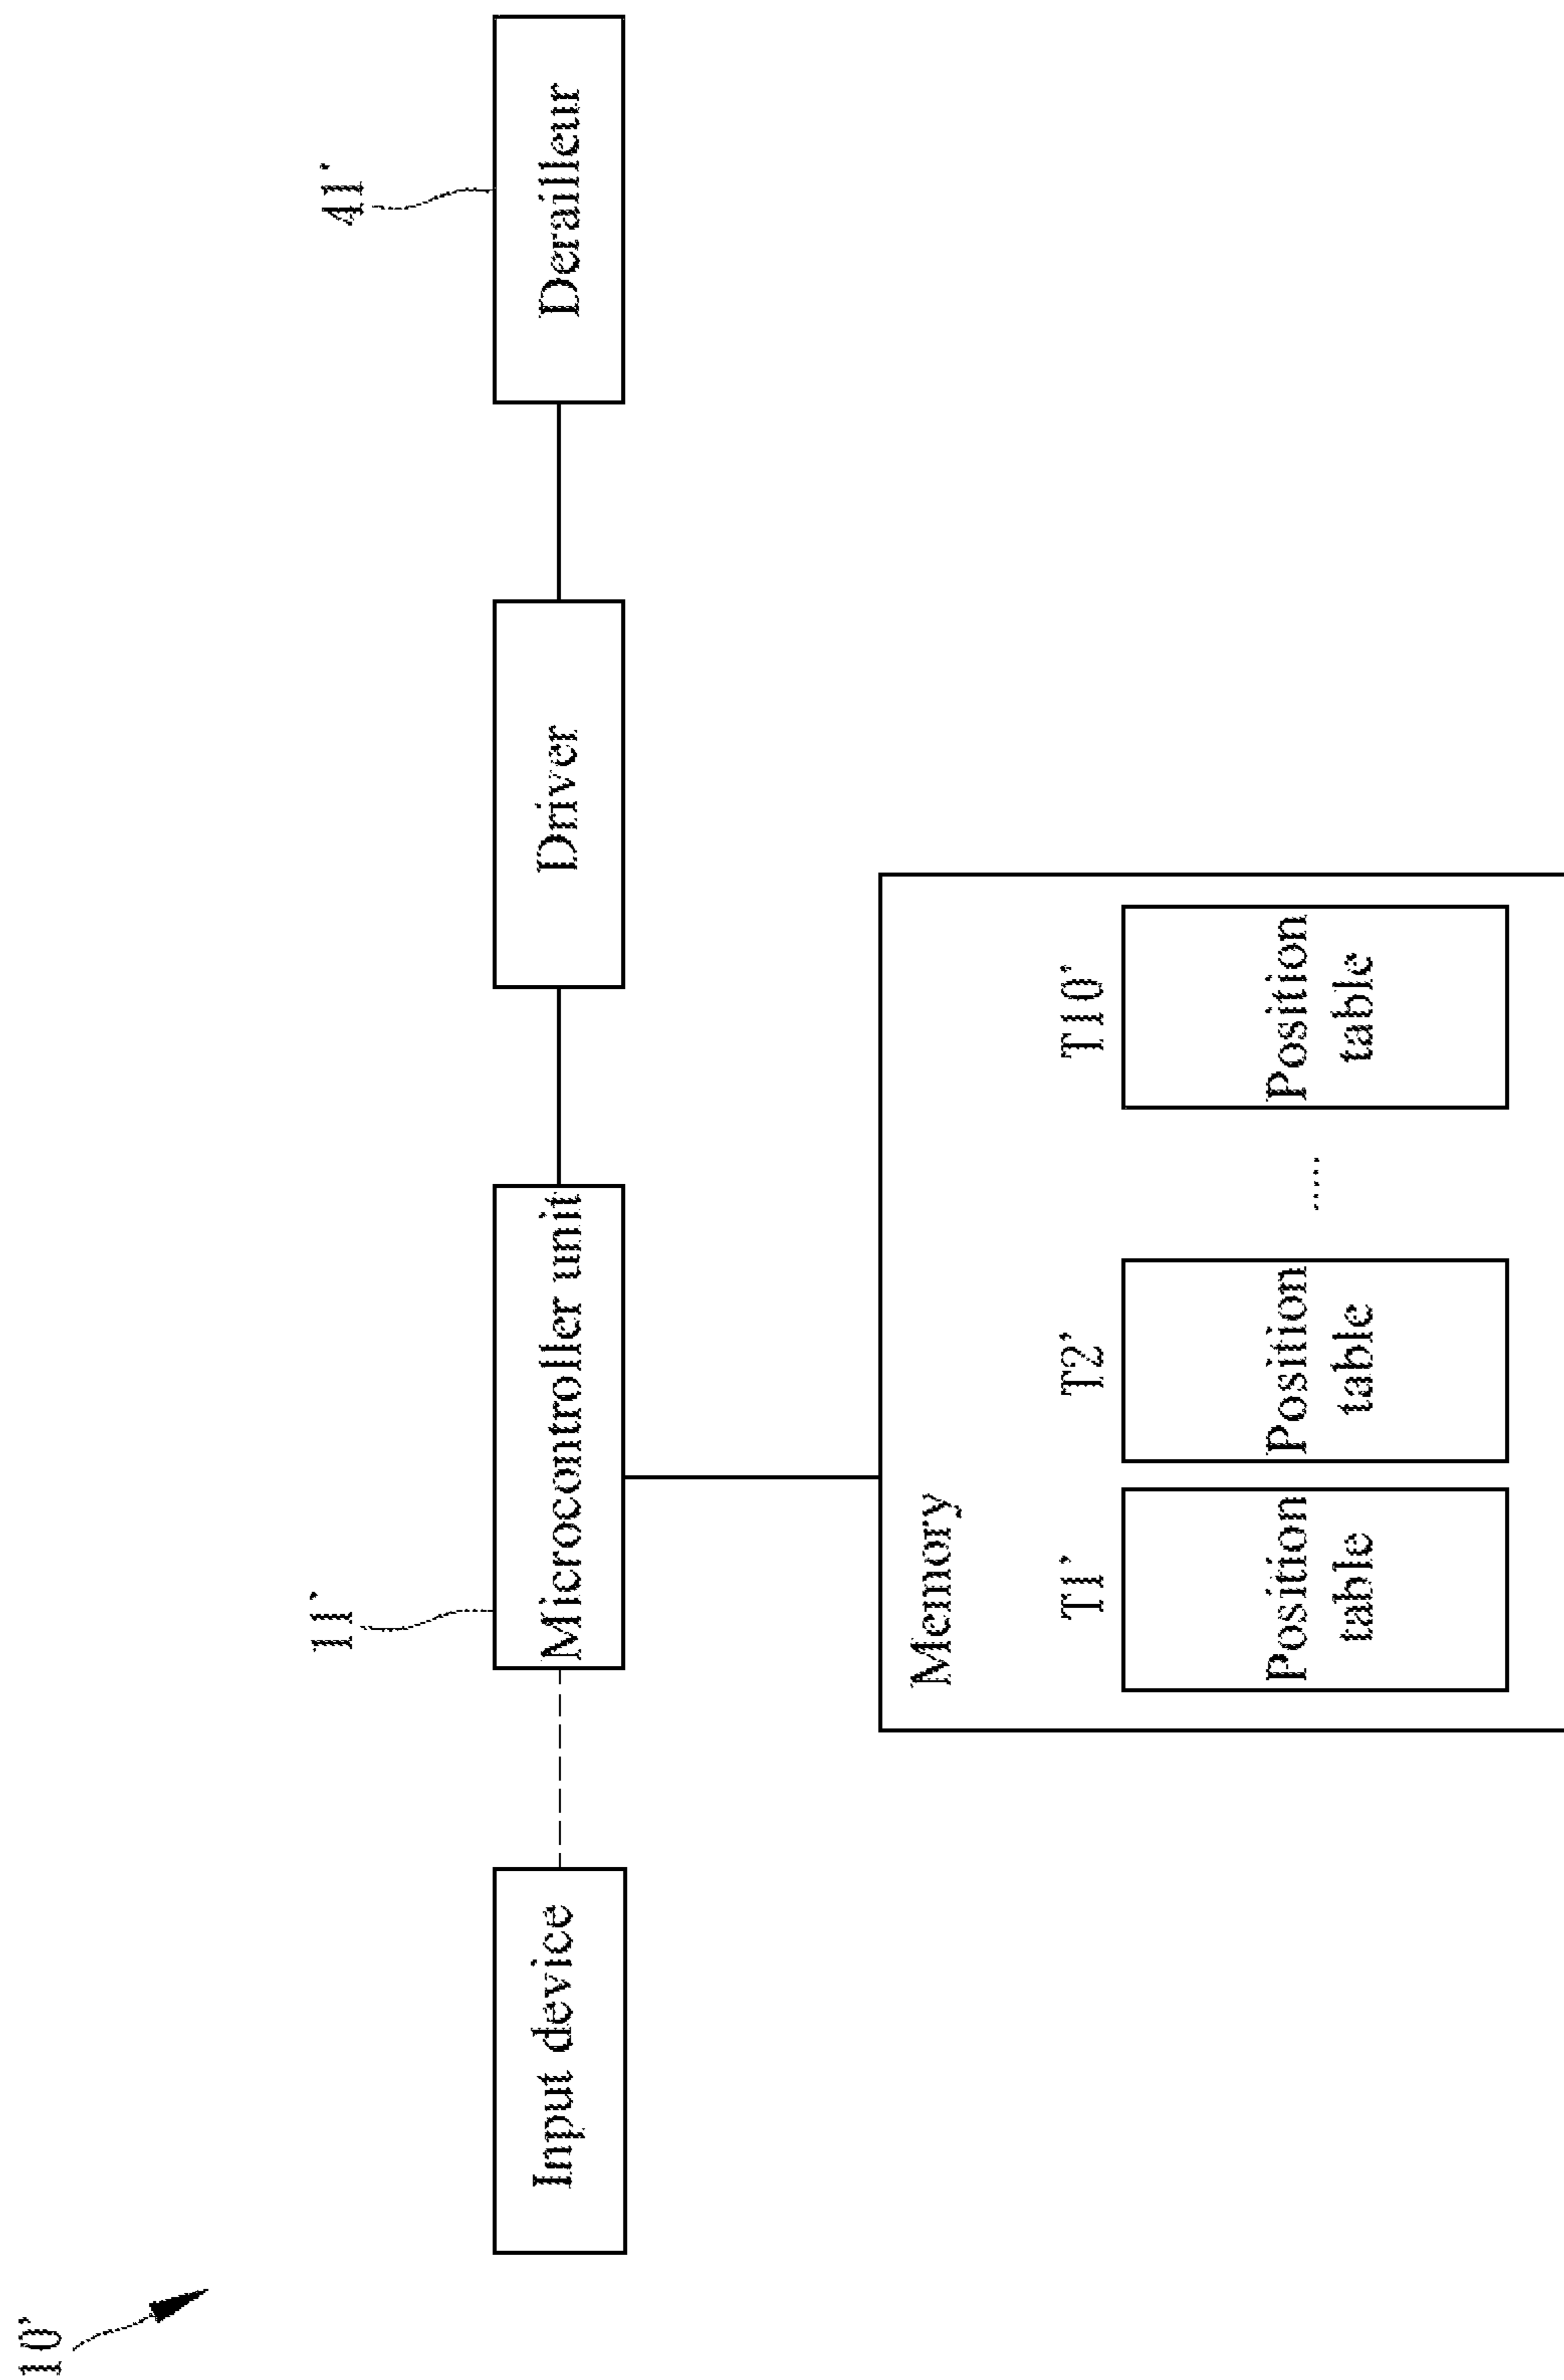 10'
11'
41'
Input device
Microcontroller unit
Driver
Derailleur
Memory
T1'
T2'
T10'
Position
table
Position
table
.....
Position
table